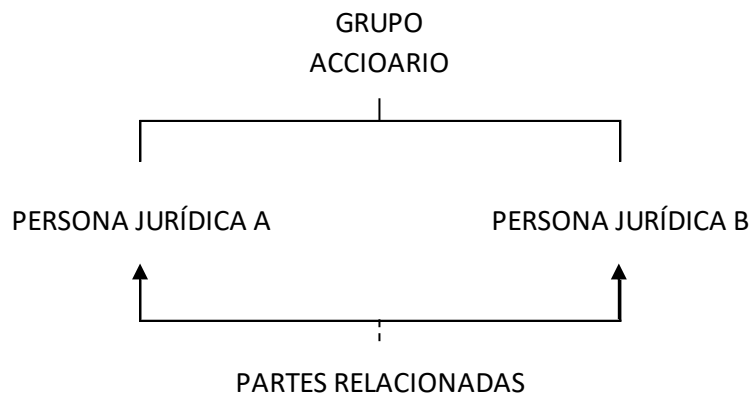 GRUPO
ACCIOARIO
PERSONA JURÍDICA A
PERSONA JURÍDICA B
PARTES RELACIONADAS